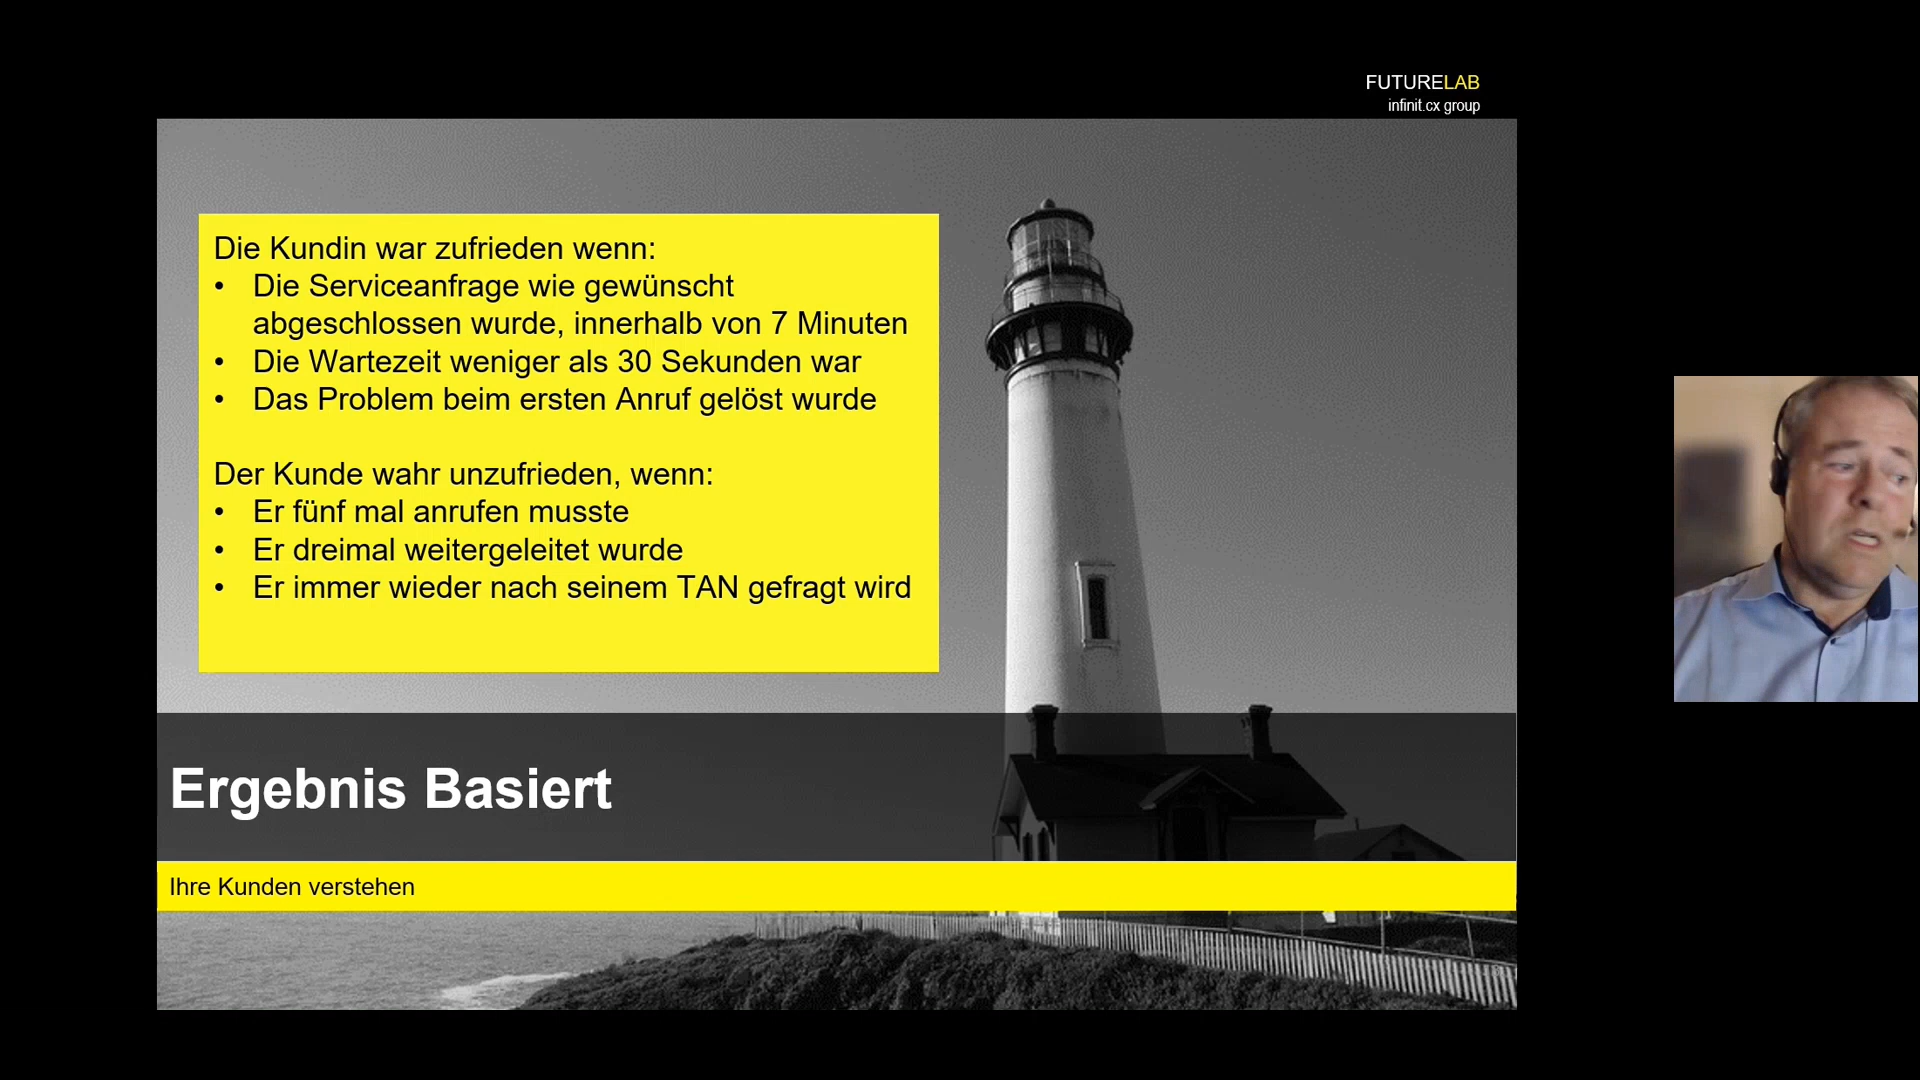 FUTURELAB
infinit.cx group
Die Kundin war zufrieden wenn:
• Die Serviceanfrage wie gewünscht
abgeschlossen wurde, innerhalb von 7 Minuten
• Die Wartezeit weniger als 30 Sekunden war
• Das Problem beim ersten Anruf gelöst wurde
Der Kunde wahr unzufrieden, wenn:
• Er fünf mal anrufen musste
• Er dreimal weitergeleitet wurde
• Er immer wieder nach seinem TAN gefragt wird
Ergebnis Basiert
Ihre Kunden verstehen